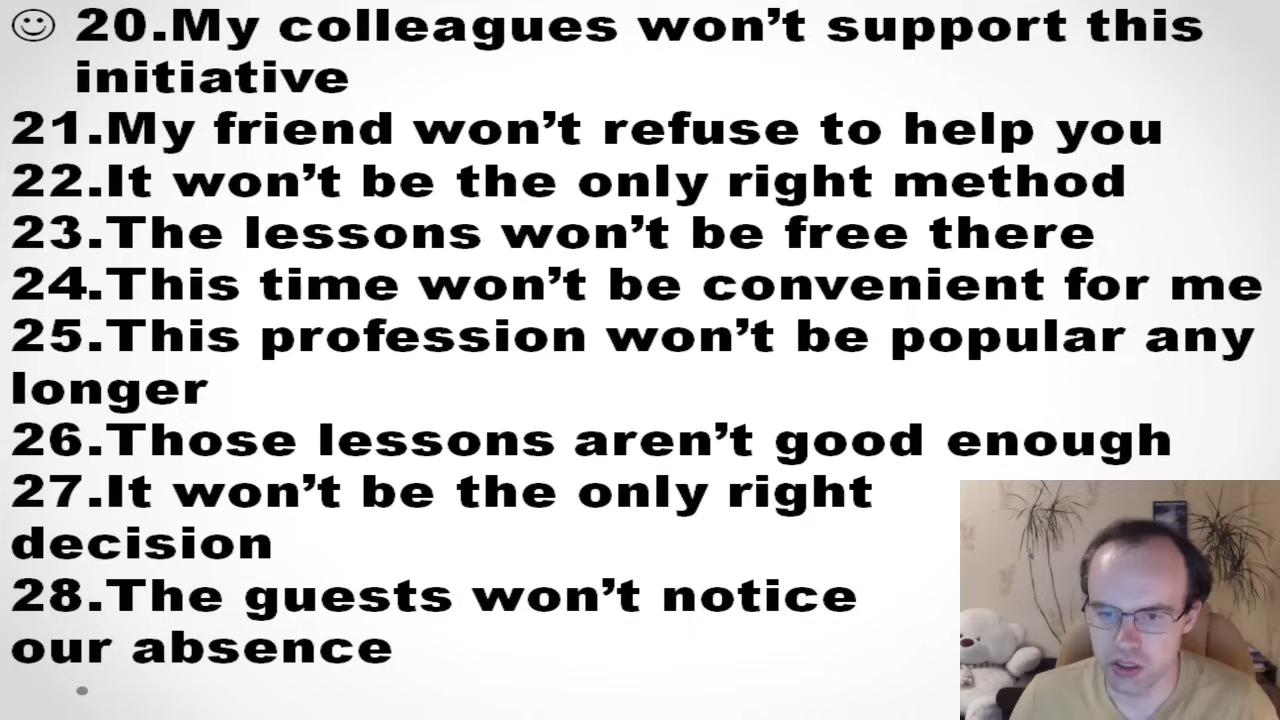 20.My colleagues won’t support this
initiative
21.My friend won’t refuse to help you
22.It won’t be the only right method
23.The lessons won’t be free there
24.This time won’t be convenient for me
25.This profession won’t be popular any
longer
26.Those lessons aren’t good enough
27.It won’t be the only right
decision
28.The guests won’t notice
our absence